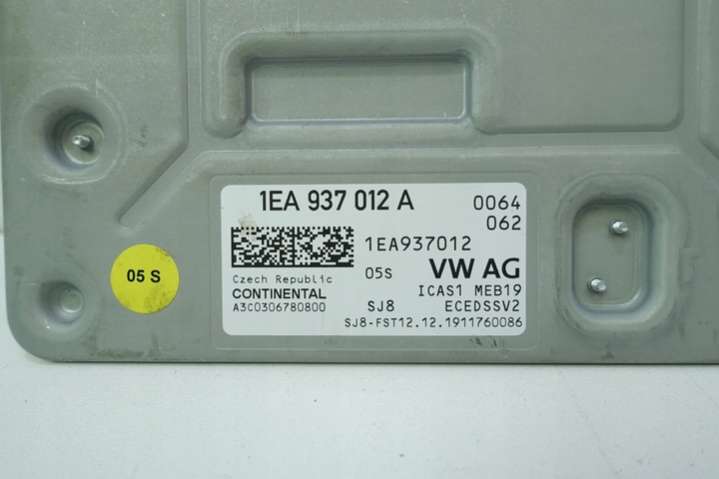 1EA 937 012 A 0064
062
1EA937012
05S VW AG
Czech Republic
ICAS1 MEB19
CONTINENTAL
SJ8 ECEDSSV2
A3C0306780800
SJ8-FST12.12.1911760086
05 S